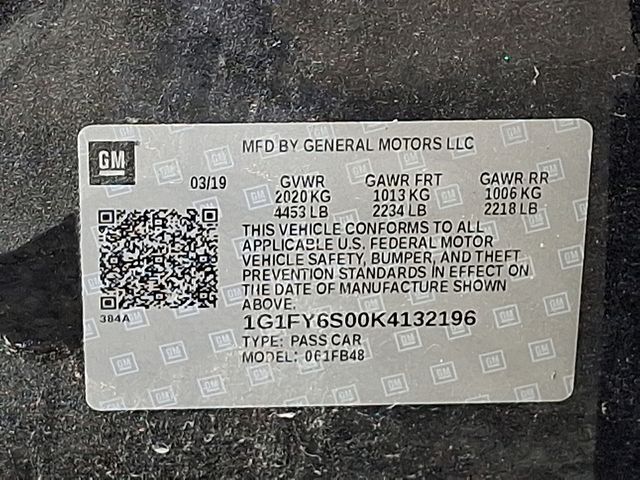 MFD BY GENERAL MOTORS LLC
GM
03/19 GVWR GAWR FRT GAWR RR
2020 KG 1013 KG 1006 KG
4453 LB 2234 LB 2218 LB
THIS VEHICLE CONFORMS TO ALL
APPLICABLE U.S. FEDERAL MOTOR
VEHICLE SAFETY, BUMPER, AND THEFT
PREVENTION STANDARDS IN EFFECT ON
THE DATE OF MANUFACTURE SHOWN
ABOVE.
384A
1G1FY6S00K4132196
TYPE: PASS CAR
MODEL: 061FB48